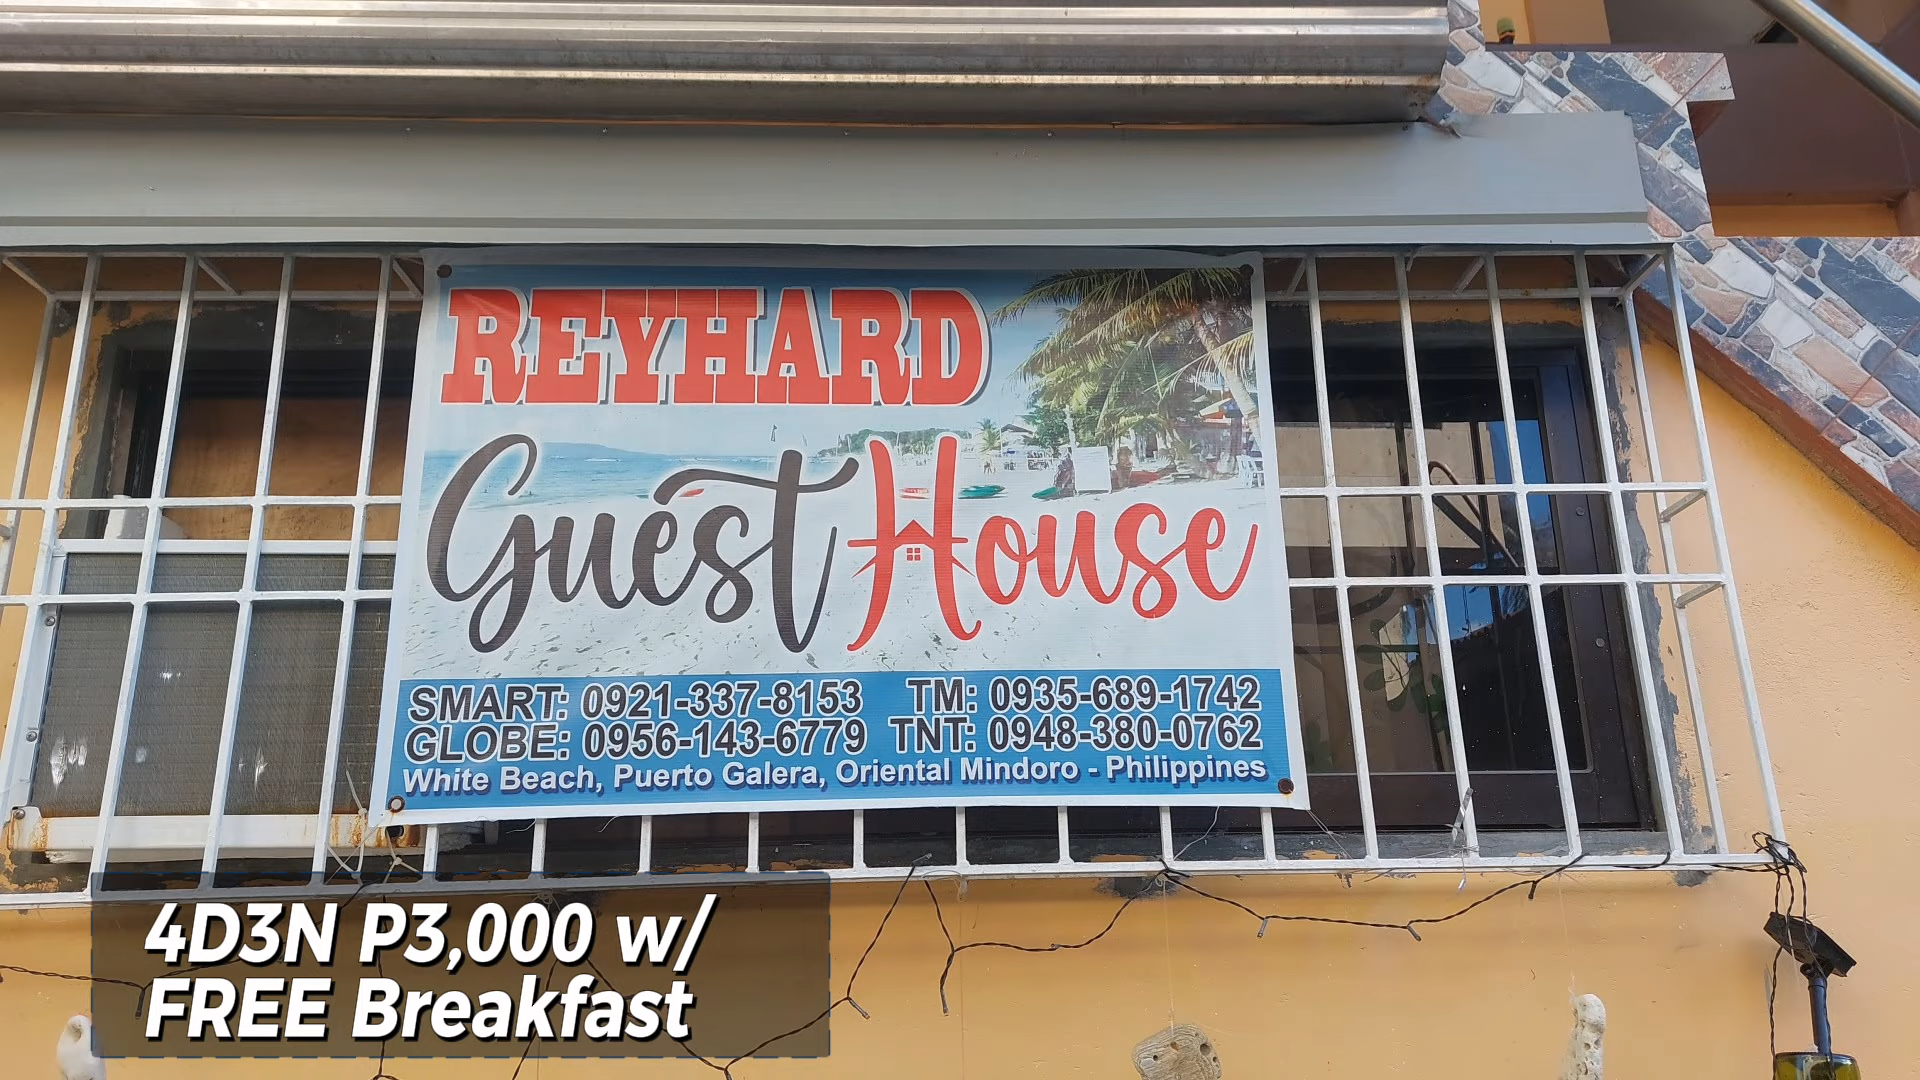 REYHARD
Guest House
SMART: 0921-337-8153 TM: 0935-689-1742
GLOBE: 0956-143-6779 TNT: 0948-380-0762
White Beach, Puerto Galera, Oriental Mindoro - Philippines
4D3N P3,000 w/
FREE Breakfast